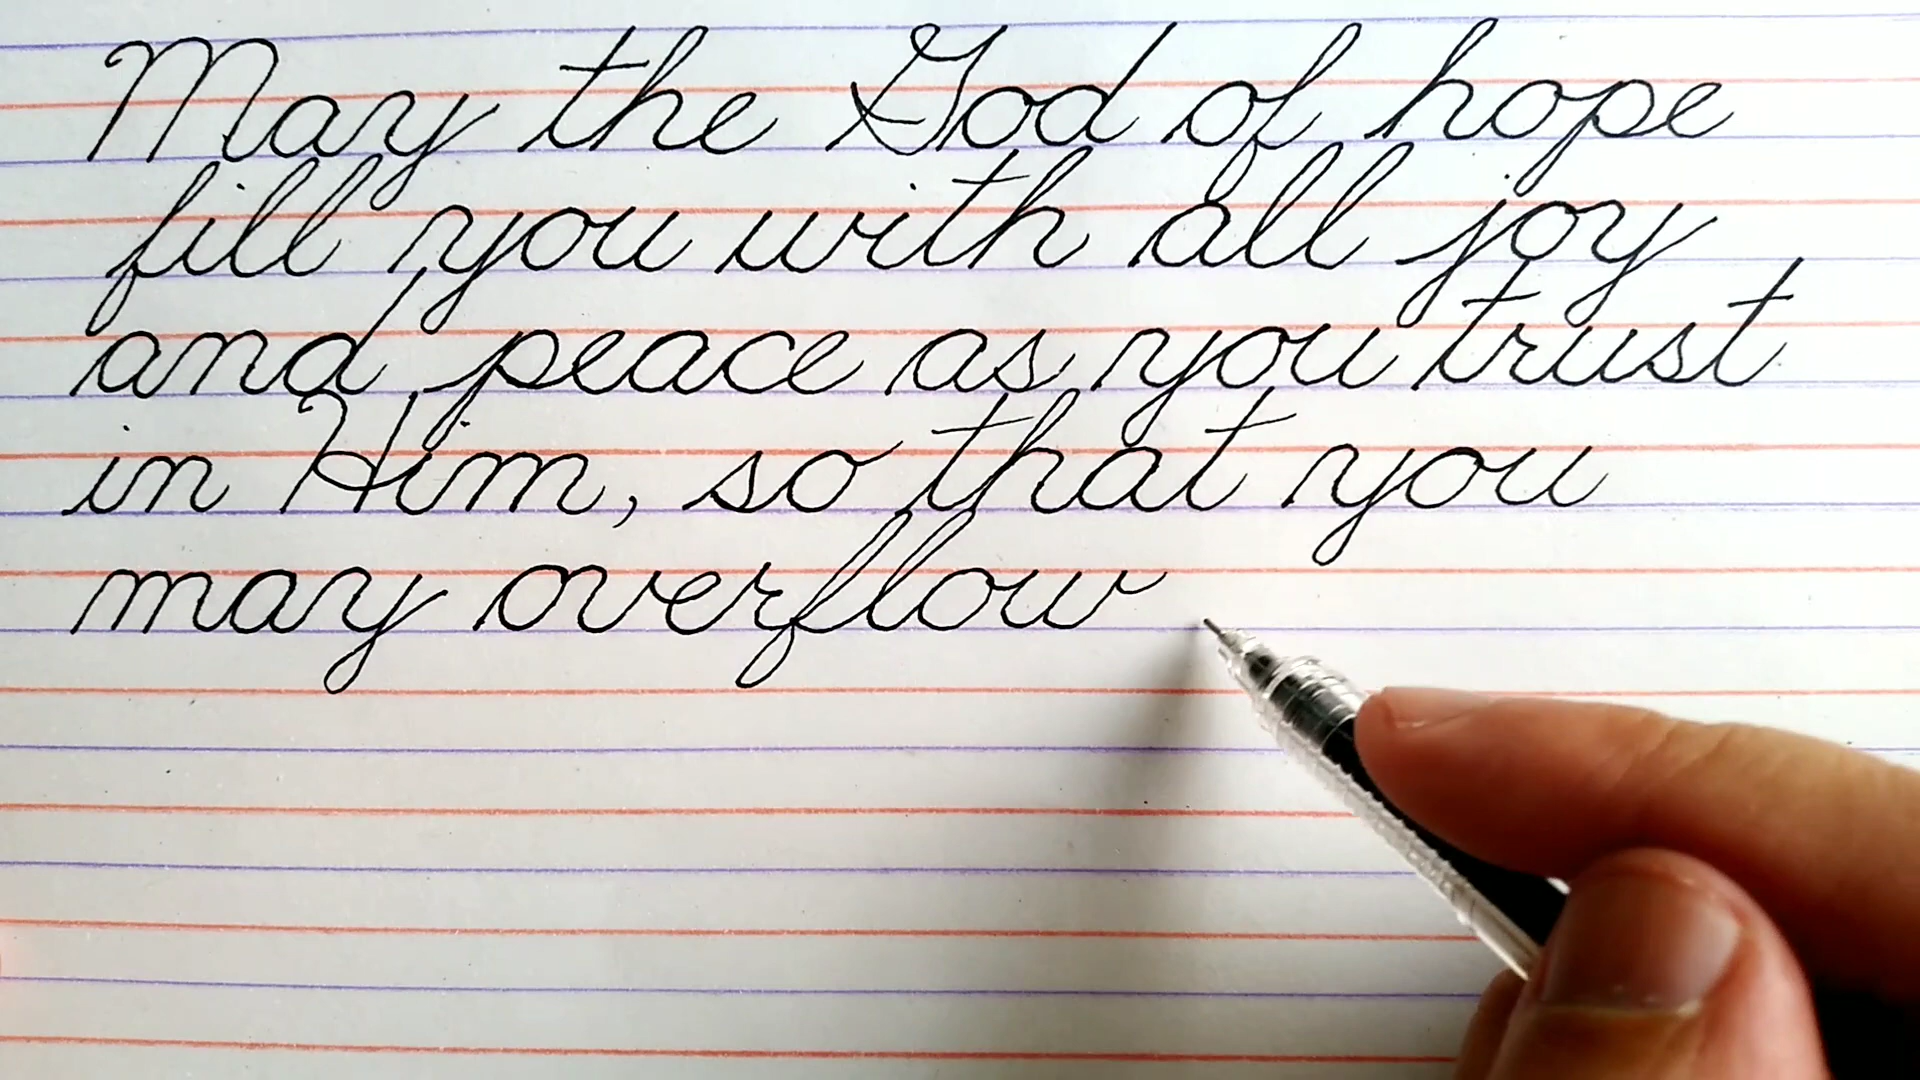 May the God of hope
fill you with all joy
and peace as you trust
in Him, so that you
may overflow